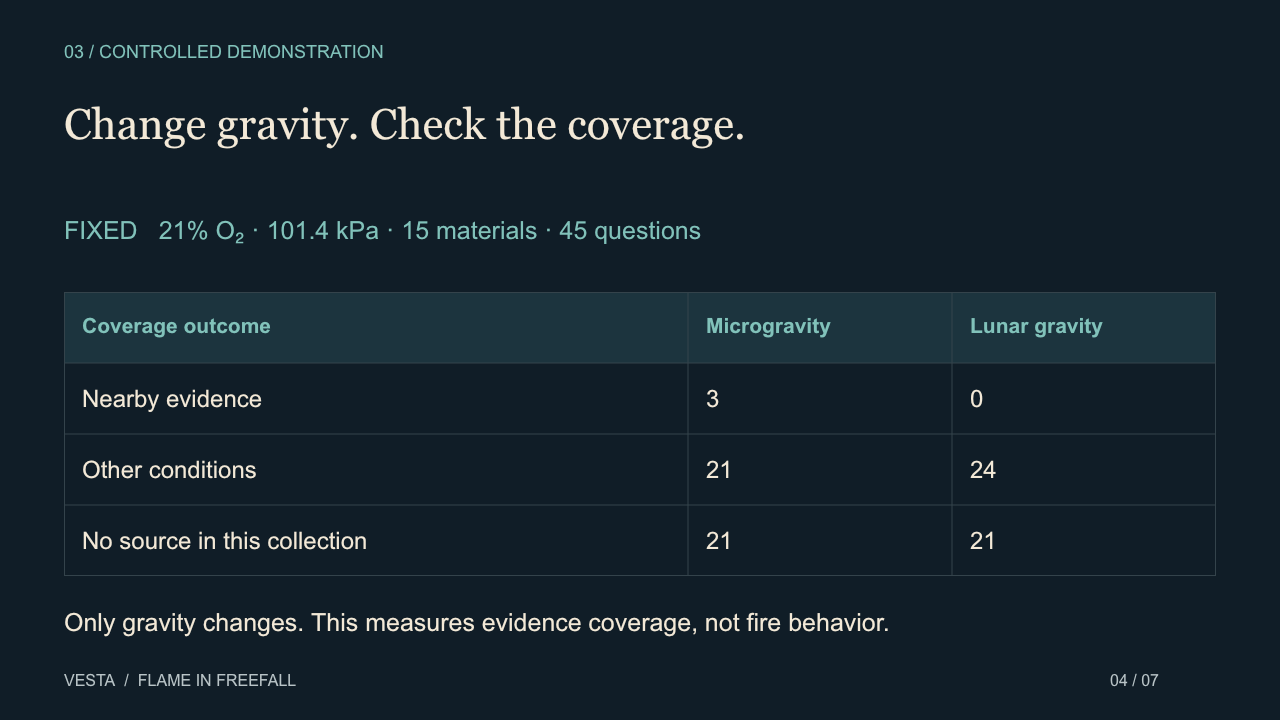 03 / CONTROLLED DEMONSTRATION
Change gravity. Check the coverage.
FIXED 21% O₂ · 101.4 kPa · 15 materials · 45 questions
Coverage outcome Microgravity Lunar gravity
Nearby evidence 3 0
Other conditions 21 24
No source in this collection 21 21
Only gravity changes. This measures evidence coverage, not fire behavior.
VESTA / FLAME IN FREEFALL 04 / 07